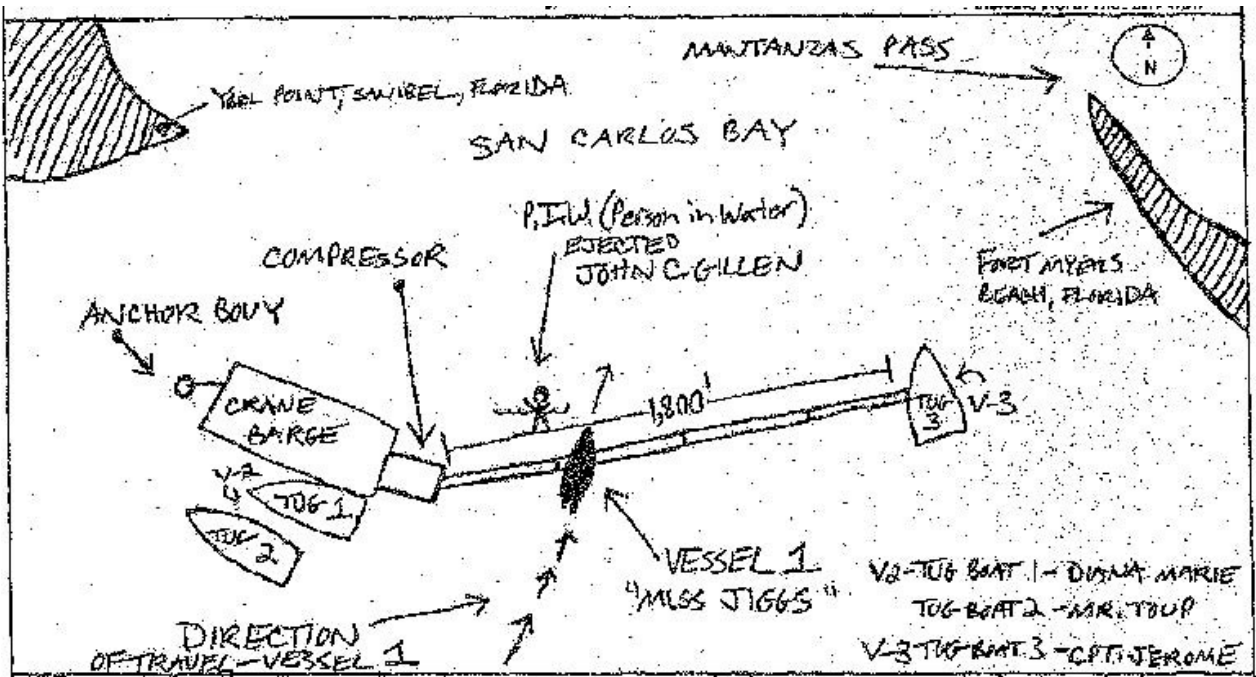 MANTANZAS PASS
N
YBEL POINT, SANIBEL, FLORIDA
SAN CARLOS BAY
P.I.W. (Person in Water)
EJECTED
JOHN C. GILLEN
COMPRESSOR
FORT MYERS
BEACH, FLORIDA
ANCHOR BOUY
CRANE
BARGE
1,800'
TUG
3
V-3
V-2
TUG 1
TUG 2
VESSEL 1
"MISS JIGGS"
V2-TUG BOAT 1 - DIANA MARIE
TUG BOAT 2 - MR. TOUP
V-3 TUG BOAT 3 - CPT. JEROME
DIRECTION
OF TRAVEL - VESSEL 1